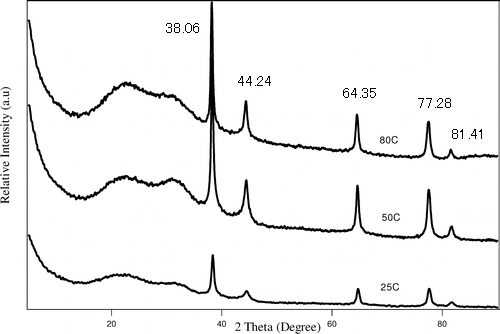 Relative Intensity (a.u)
38.06
44.24
64.35
77.28
81.41
80C
50C
25C
20
40
60
80
2 Theta (Degree)